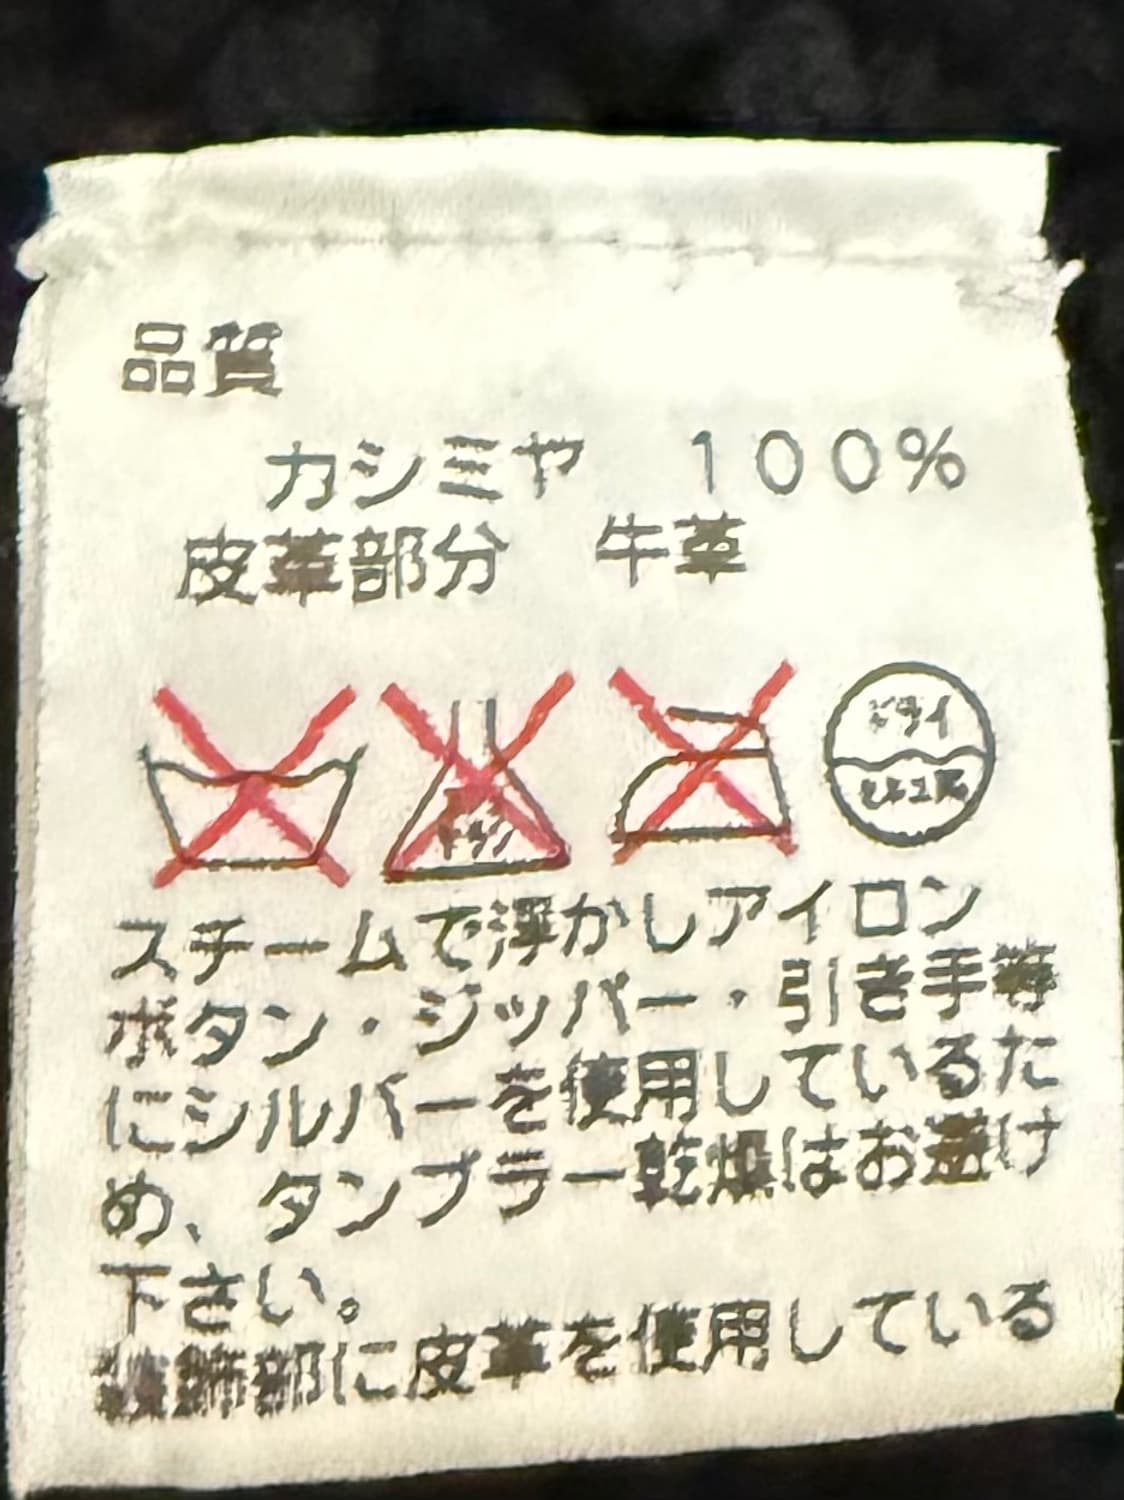 品質
カシミヤ 100%
皮革部分 牛革
ドライ
セキユ系
スチームで浮かしアイロン
ボタン・ジッパー・引き手等
にシルバーを使用しているた
め、タンブラー乾燥はお避け
下さい。
装飾部に皮革を使用している